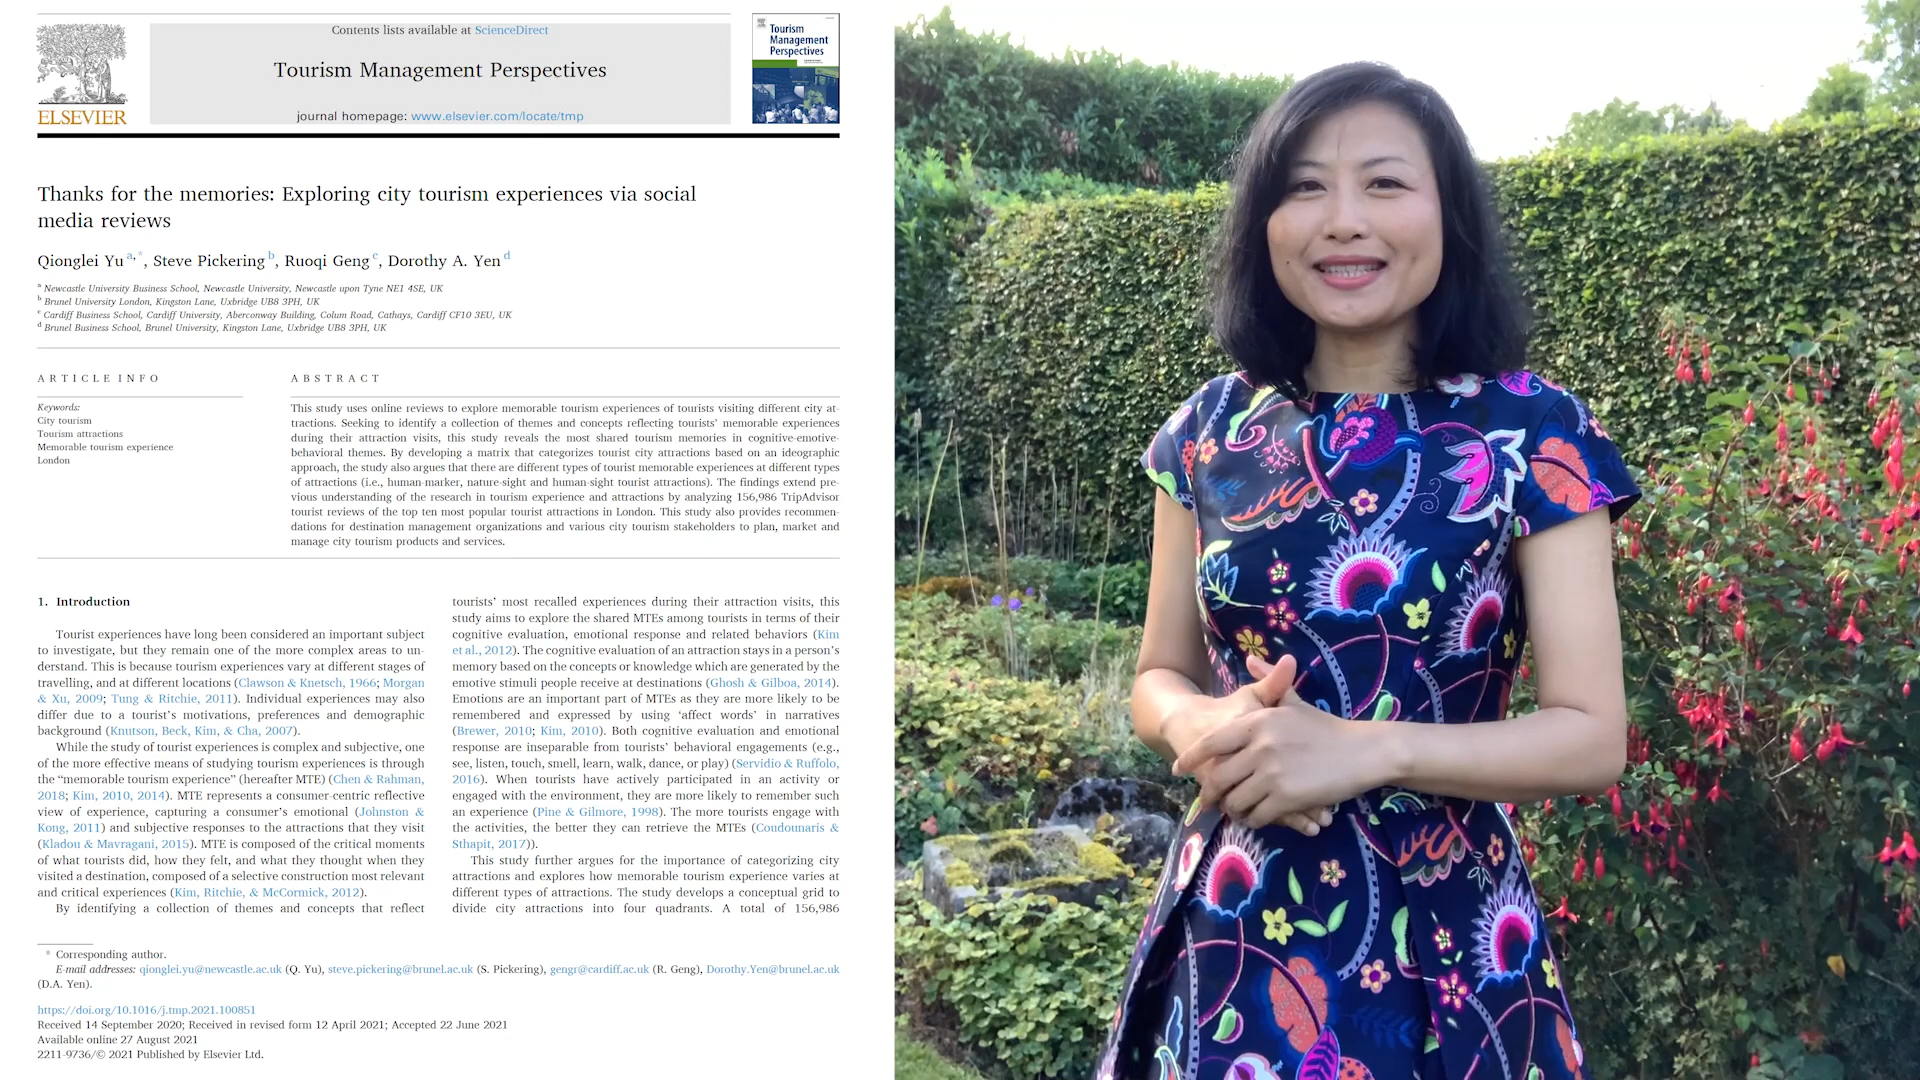 Contents lists available at ScienceDirect
Tourism Management Perspectives
journal homepage: www.elsevier.com/locate/tmp
ELSEVIER
Tourism
Management
Perspectives
Thanks for the memories: Exploring city tourism experiences via social
media reviews
Qionglei Yu a,*, Steve Pickering b, Ruoqi Geng c, Dorothy A. Yen d
a Newcastle University Business School, Newcastle University, Newcastle upon Tyne NE1 4SE, UK
b Brunel University London, Kingston Lane, Uxbridge UB8 3PH, UK
c Cardiff Business School, Cardiff University, Aberconway Building, Colum Road, Cathays, Cardiff CF10 3EU, UK
d Brunel Business School, Brunel University, Kingston Lane, Uxbridge UB8 3PH, UK
ARTICLE INFO
Keywords:
City tourism
Tourism attractions
Memorable tourism experience
London
ABSTRACT
This study uses online reviews to explore memorable tourism experiences of tourists visiting different city at-
tractions. Seeking to identify a collection of themes and concepts reflecting tourists' memorable experiences
during their attraction visits, this study reveals the most shared tourism memories in cognitive-emotive-
behavioral themes. By developing a matrix that categorizes tourist city attractions based on an ideographic
approach, the study also argues that there are different types of tourist memorable experiences at different types
of attractions (i.e., human-marker, nature-sight and human-sight tourist attractions). The findings extend pre-
vious understanding of the research in tourism experience and attractions by analyzing 156,986 TripAdvisor
tourist reviews of the top ten most popular tourist attractions in London. This study also provides recommen-
dations for destination management organizations and various city tourism stakeholders to plan, market and
manage city tourism products and services.
1. Introduction
Tourist experiences have long been considered an important subject
to investigate, but they remain one of the more complex areas to un-
derstand. This is because tourism experiences vary at different stages of
travelling, and at different locations (Clawson & Knetsch, 1966; Morgan
& Xu, 2009; Tung & Ritchie, 2011). Individual experiences may also
differ due to a tourist's motivations, preferences and demographic
background (Knutson, Beck, Kim, & Cha, 2007).
While the study of tourist experiences is complex and subjective, one
of the more effective means of studying tourism experiences is through
the “memorable tourism experience” (hereafter MTE) (Chen & Rahman,
2018; Kim, 2010, 2014). MTE represents a consumer-centric reflective
view of experience, capturing a consumer's emotional (Johnston &
Kong, 2011) and subjective responses to the attractions that they visit
(Kladou & Mavragani, 2015). MTE is composed of the critical moments
of what tourists did, how they felt, and what they thought when they
visited a destination, composed of a selective construction most relevant
and critical experiences (Kim, Ritchie, & McCormick, 2012).
By identifying a collection of themes and concepts that reflect
tourists' most recalled experiences during their attraction visits, this
study aims to explore the shared MTEs among tourists in terms of their
cognitive evaluation, emotional response and related behaviors (Kim
et al., 2012). The cognitive evaluation of an attraction stays in a person's
memory based on the concepts or knowledge which are generated by the
emotive stimuli people receive at destinations (Ghosh & Gilboa, 2014).
Emotions are an important part of MTEs as they are more likely to be
remembered and expressed by using ‘affect words’ in narratives
(Brewer, 2010; Kim, 2010). Both cognitive evaluation and emotional
response are inseparable from tourists' behavioral engagements (e.g.,
see, listen, touch, smell, learn, walk, dance, or play) (Servidio & Ruffolo,
2016). When tourists have actively participated in an activity or
engaged with the environment, they are more likely to remember such
an experience (Pine & Gilmore, 1998). The more tourists engage with
the activities, the better they can retrieve the MTEs (Coudounaris &
Sthapit, 2017)).
This study further argues for the importance of categorizing city
attractions and explores how memorable tourism experience varies at
different types of attractions. The study develops a conceptual grid to
divide city attractions into four quadrants. A total of 156,986
* Corresponding author.
E-mail addresses: qionglei.yu@newcastle.ac.uk (Q. Yu), steve.pickering@brunel.ac.uk (S. Pickering), gengr@cardiff.ac.uk (R. Geng), Dorothy.Yen@brunel.ac.uk
(D.A. Yen).
https://doi.org/10.1016/j.tmp.2021.100851
Received 14 September 2020; Received in revised form 12 April 2021; Accepted 22 June 2021
Available online 27 August 2021
2211-9736/© 2021 Published by Elsevier Ltd.